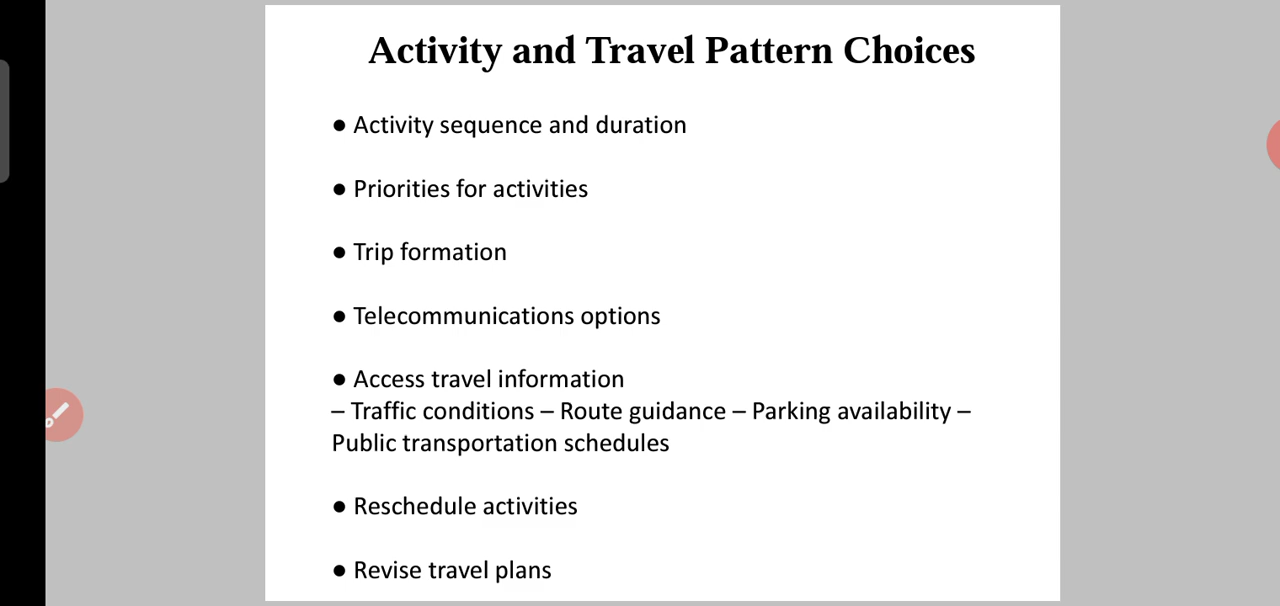 Activity and Travel Pattern Choices
● Activity sequence and duration
● Priorities for activities
● Trip formation
● Telecommunications options
● Access travel information
– Traffic conditions – Route guidance – Parking availability –
Public transportation schedules
● Reschedule activities
● Revise travel plans